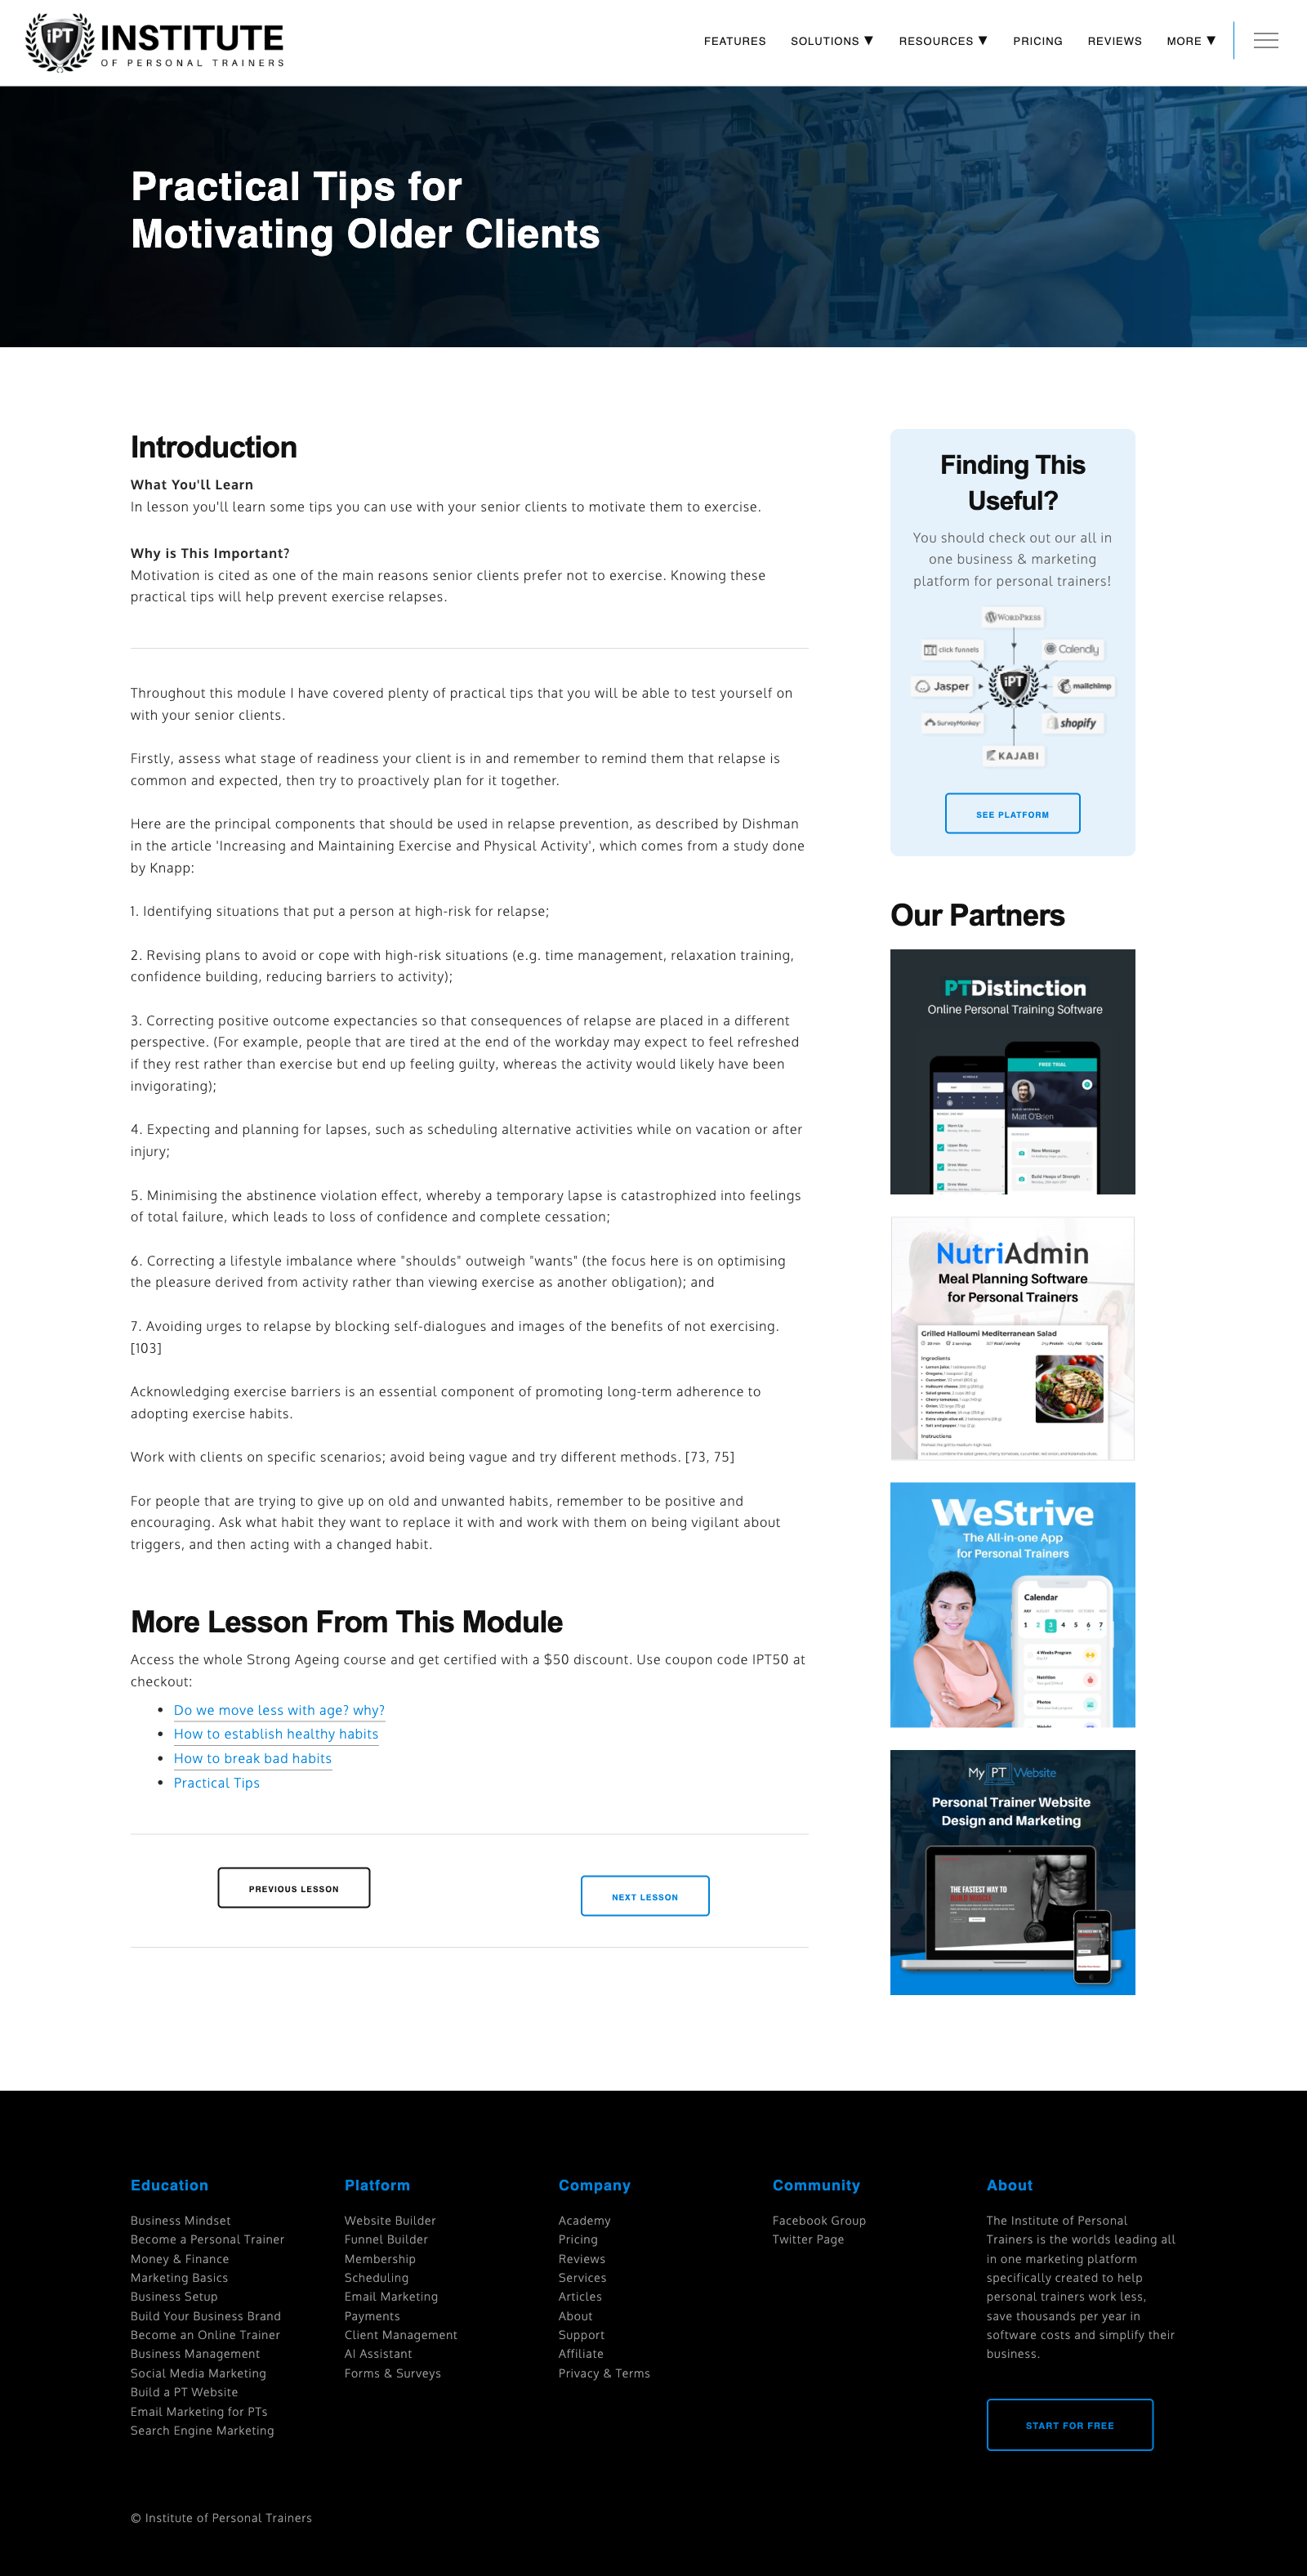 iPT INSTITUTE
OF PERSONAL TRAINERS
FEATURES
SOLUTIONS ▼
RESOURCES ▼
PRICING
REVIEWS
MORE ▼
Practical Tips for
Motivating Older Clients
Introduction
What You'll Learn
In lesson you'll learn some tips you can use with your senior clients to motivate them to exercise.
Why is This Important?
Motivation is cited as one of the main reasons senior clients prefer not to exercise. Knowing these
practical tips will help prevent exercise relapses.
Throughout this module I have covered plenty of practical tips that you will be able to test yourself on
with your senior clients.
Firstly, assess what stage of readiness your client is in and remember to remind them that relapse is
common and expected, then try to proactively plan for it together.
Here are the principal components that should be used in relapse prevention, as described by Dishman
in the article 'Increasing and Maintaining Exercise and Physical Activity', which comes from a study done
by Knapp:
1. Identifying situations that put a person at high-risk for relapse;
2. Revising plans to avoid or cope with high-risk situations (e.g. time management, relaxation training,
confidence building, reducing barriers to activity);
3. Correcting positive outcome expectancies so that consequences of relapse are placed in a different
perspective. (For example, people that are tired at the end of the workday may expect to feel refreshed
if they rest rather than exercise but end up feeling guilty, whereas the activity would likely have been
invigorating);
4. Expecting and planning for lapses, such as scheduling alternative activities while on vacation or after
injury;
5. Minimising the abstinence violation effect, whereby a temporary lapse is catastrophized into feelings
of total failure, which leads to loss of confidence and complete cessation;
6. Correcting a lifestyle imbalance where "shoulds" outweigh "wants" (the focus here is on optimising
the pleasure derived from activity rather than viewing exercise as another obligation); and
7. Avoiding urges to relapse by blocking self-dialogues and images of the benefits of not exercising.
[103]
Acknowledging exercise barriers is an essential component of promoting long-term adherence to
adopting exercise habits.
Work with clients on specific scenarios; avoid being vague and try different methods. [73, 75]
For people that are trying to give up on old and unwanted habits, remember to be positive and
encouraging. Ask what habit they want to replace it with and work with them on being vigilant about
triggers, and then acting with a changed habit.
More Lesson From This Module
Access the whole Strong Ageing course and get certified with a $50 discount. Use coupon code IPT50 at
checkout:
• Do we move less with age? why?
• How to establish healthy habits
• How to break bad habits
• Practical Tips
PREVIOUS LESSON
NEXT LESSON
Finding This
Useful?
You should check out our all in
one business & marketing
platform for personal trainers!
WORDPRESS
click funnels
Calendly
Jasper
iPT
mailchimp
SurveyMonkey
shopify
KAJABI
SEE PLATFORM
Our Partners
PTDistinction
Online Personal Training Software
FREE TRIAL
Matt O'Brien
Warm Up
Upper Body
Drink Water
Drink Water
New Message
Build Heaps of Strength
NutriAdmin
Meal Planning Software
for Personal Trainers
Grilled Halloumi Mediterranean Salad
Ingredients
Instructions
WeStrive
The All-in-one App
for Personal Trainers
Calendar
1 2 3 4 5 6 7
4 Weeks Program
Nutrition
Photos
Weight
My PT Website
Personal Trainer Website
Design and Marketing
THE FASTEST WAY TO
BUILD MUSCLE
Education
Business Mindset
Become a Personal Trainer
Money & Finance
Marketing Basics
Business Setup
Build Your Business Brand
Become an Online Trainer
Business Management
Social Media Marketing
Build a PT Website
Email Marketing for PTs
Search Engine Marketing
Platform
Website Builder
Funnel Builder
Membership
Scheduling
Email Marketing
Payments
Client Management
AI Assistant
Forms & Surveys
Company
Academy
Pricing
Reviews
Services
Articles
About
Support
Affiliate
Privacy & Terms
Community
Facebook Group
Twitter Page
About
The Institute of Personal
Trainers is the worlds leading all
in one marketing platform
specifically created to help
personal trainers work less,
save thousands per year in
software costs and simplify their
business.
START FOR FREE
© Institute of Personal Trainers